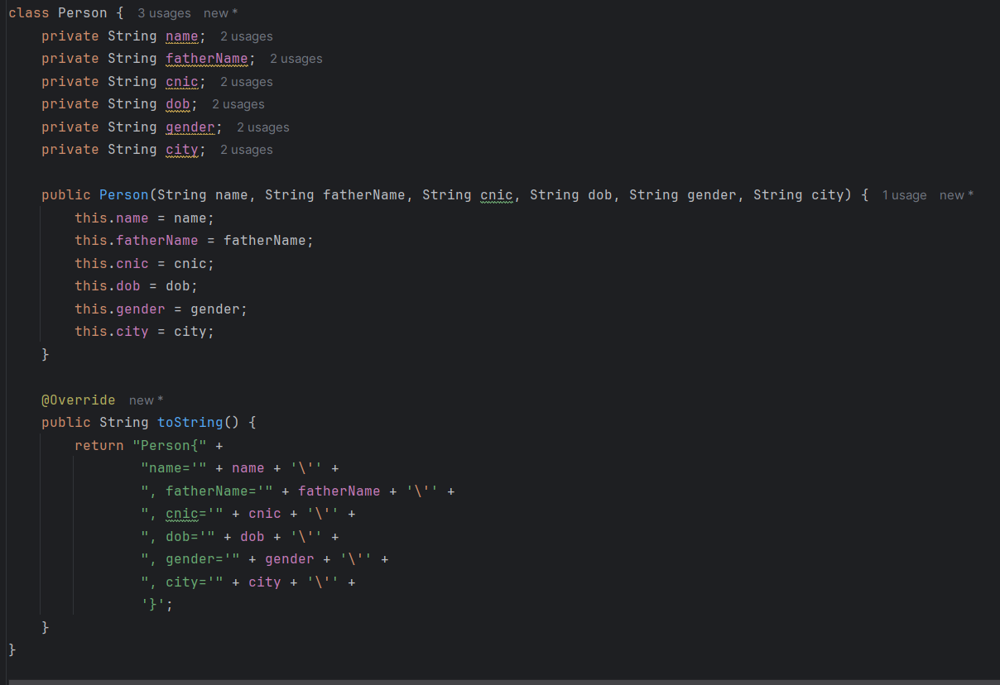 class Person { 3 usages new *
private String name; 2 usages
private String fatherName; 2 usages
private String cnic; 2 usages
private String dob; 2 usages
private String gender; 2 usages
private String city; 2 usages
public Person(String name, String fatherName, String cnic, String dob, String gender, String city) { 1 usage new *
this.name = name;
this.fatherName = fatherName;
this.cnic = cnic;
this.dob = dob;
this.gender = gender;
this.city = city;
}
@Override new *
public String toString() {
return "Person{" +
"name='" + name + '\'' +
", fatherName='" + fatherName + '\'' +
", cnic='" + cnic + '\'' +
", dob='" + dob + '\'' +
", gender='" + gender + '\'' +
", city='" + city + '\'' +
'}';
}
}